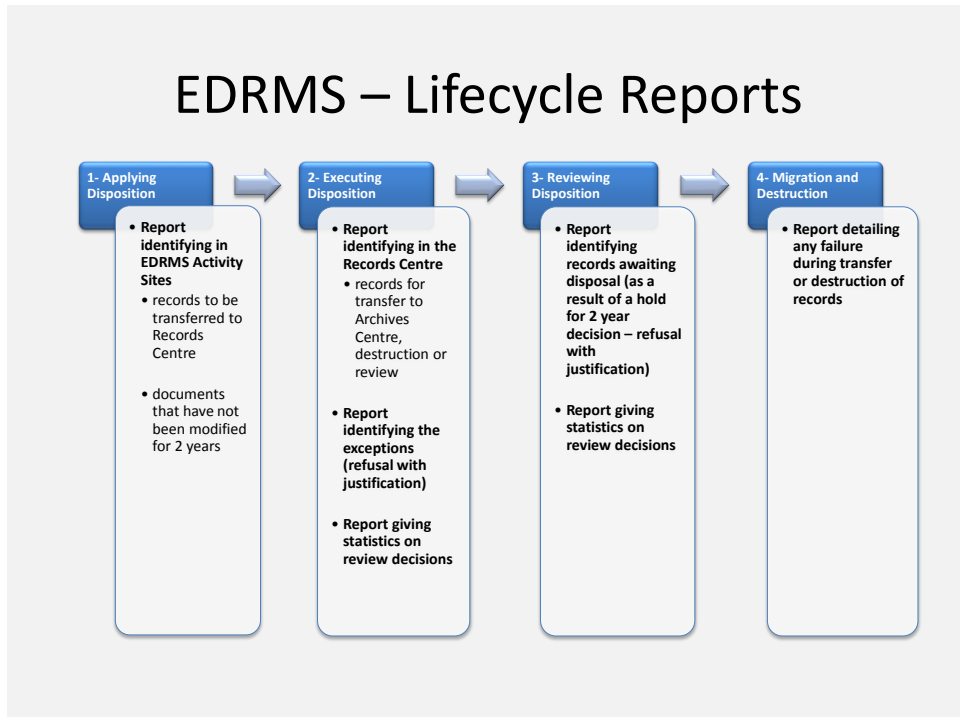 EDRMS – Lifecycle Reports
1- Applying
Disposition
• Report
identifying in
EDRMS Activity
Sites
• records to be
transferred to
Records
Centre
• documents
that have not
been modified
for 2 years
2- Executing
Disposition
• Report
identifying in the
Records Centre
• records for
transfer to
Archives
Centre,
destruction or
review
• Report
identifying the
exceptions
(refusal with
justification)
• Report giving
statistics on
review decisions
3- Reviewing
Disposition
• Report
identifying
records awaiting
disposal (as a
result of a hold
for 2 year
decision – refusal
with
justification)
• Report giving
statistics on
review decisions
4- Migration and
Destruction
• Report detailing
any failure
during transfer
or destruction of
records